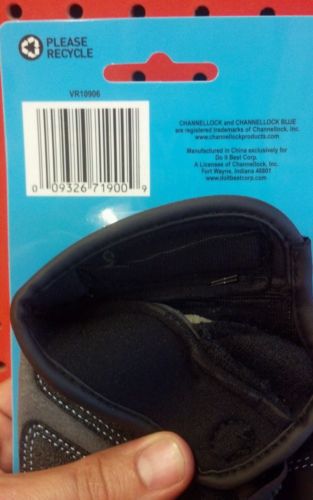 PLEASE
RECYCLE
VR10906
0 09326 71900 9
CHANNELLOCK and CHANNELLOCK BLUE
are registered trademarks of Channellock, Inc.
www.channellockproducts.com
Manufactured in China exclusively for
Do it Best Corp.
A Licensee of Channellock, Inc.
Fort Wayne, Indiana 46801
www.doitbestcorp.com